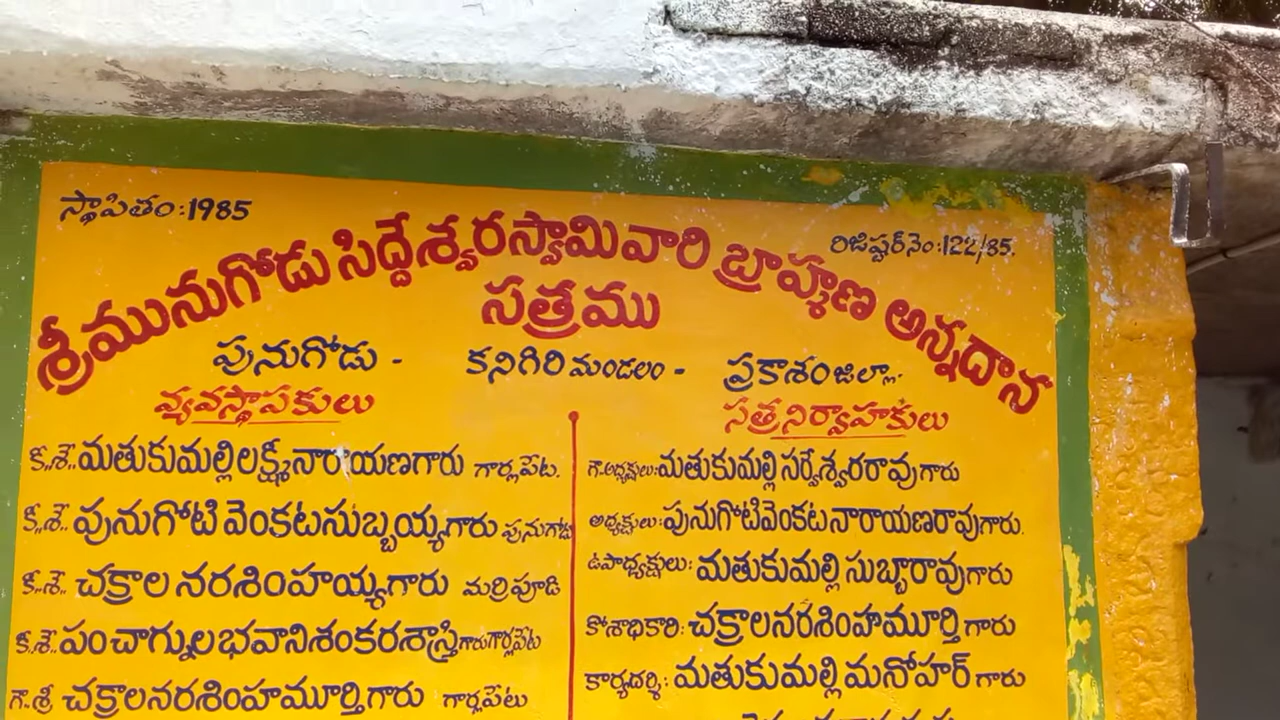 స్థాపితం:1985
రిజిష్టర్ నెం:122/85.
శ్రీమునుగోడు సిద్దేశ్వరస్వామివారి బ్రాహ్మణ అన్నదాన
సత్రము
పునుగోడు - కనిగిరి మండలం - ప్రకాశంజిల్లా.
వ్యవస్థాపకులు
కీ.శే.. మతుకుమల్లిలక్ష్మీనారాయణగారు గార్లపేట.
కీ.శే.. పునుగోటి వెంకటసుబ్బయ్యగారు పునుగోడు
కీ.శే.. చక్రాల నరశింహయ్యగారు మర్రిపూడి
కీ.శే.. పంచాగ్నులభవానిశంకరశాస్త్రిగారుగార్లపేట
గౌ.శ్రీ చక్రాలనరశింహమూర్తిగారు గార్లపేటు
సత్రనిర్వాహకులు
గౌ.అధ్యక్షులు: మతుకుమల్లి సర్వేశ్వరరావుగారు
అధ్యక్షులు: పునుగోటివెంకటనారాయణరావుగారు.
ఉపాధ్యక్షులు: మతుకుమల్లి సుబ్బారావుగారు
కోశాధికారి: చక్రాలనరశింహమూర్తి గారు
కార్యదర్శి: మతుకుమల్లి మనోహర్ గారు